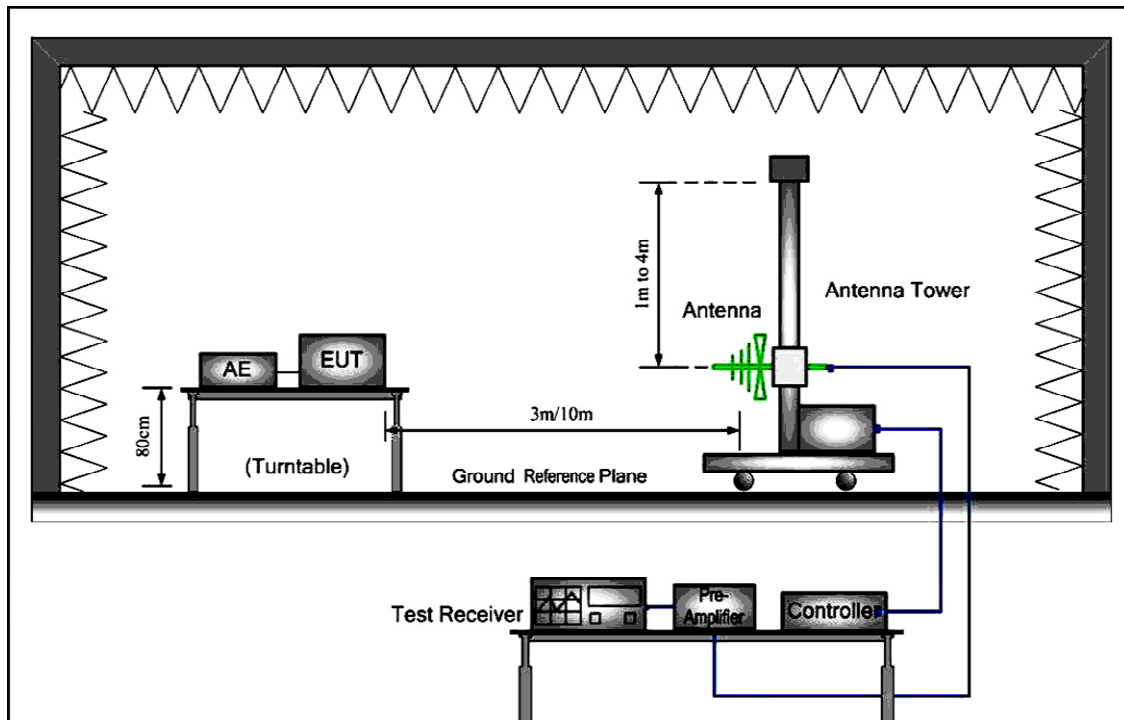 1m to 4m
Antenna
Antenna Tower
AE
EUT
80cm
3m/10m
(Turntable)
Ground Reference Plane
Test Receiver
Pre-
Amplifier
Controller